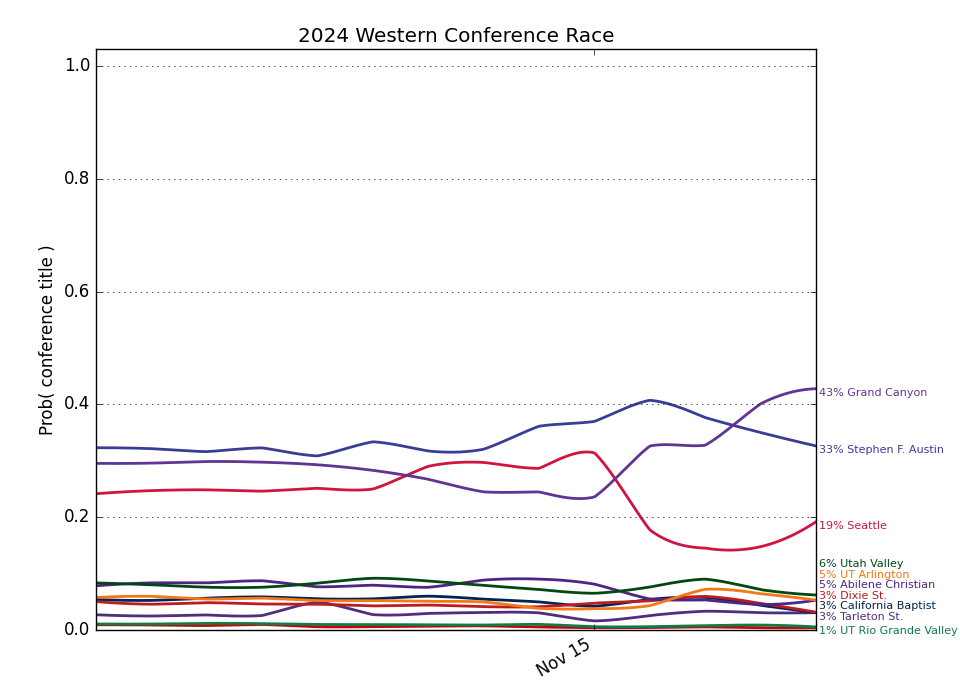 2024 Western Conference Race
Prob( conference title )
1.0
0.8
0.6
0.4
0.2
0.0
Nov 15
43% Grand Canyon
33% Stephen F. Austin
19% Seattle
6% Utah Valley
5% UT Arlington
5% Abilene Christian
3% Dixie St.
3% California Baptist
3% Tarleton St.
1% UT Rio Grande Valley